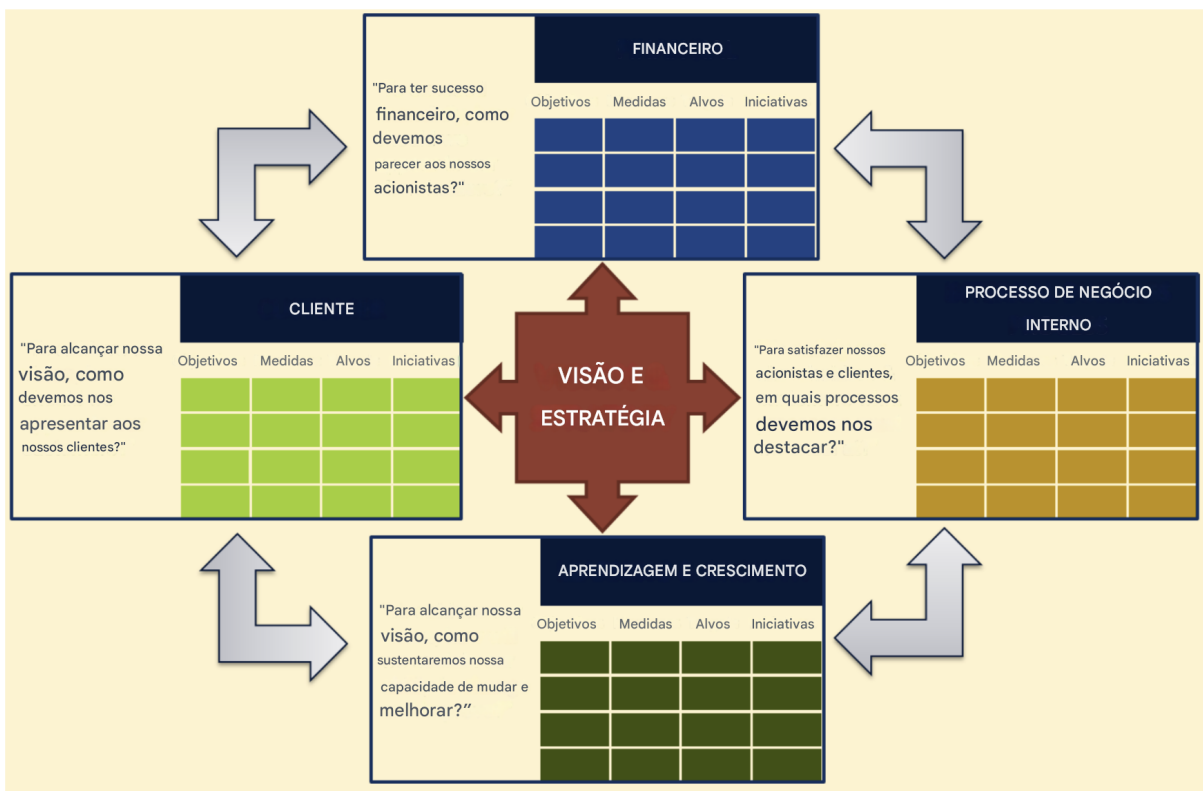 FINANCEIRO
"Para ter sucesso
financeiro, como
devemos
parecer aos nossos
acionistas?"
Objetivos Medidas Alvos Iniciativas
CLIENTE
"Para alcançar nossa
visão, como
devemos nos
apresentar aos
nossos clientes?"
Objetivos Medidas Alvos Iniciativas
VISÃO E
ESTRATÉGIA
PROCESSO DE NEGÓCIO
INTERNO
"Para satisfazer nossos
acionistas e clientes,
em quais processos
devemos nos
destacar?"
Objetivos Medidas Alvos Iniciativas
APRENDIZAGEM E CRESCIMENTO
"Para alcançar nossa
visão, como
sustentaremos nossa
capacidade de mudar e
melhorar?”
Objetivos Medidas Alvos Iniciativas